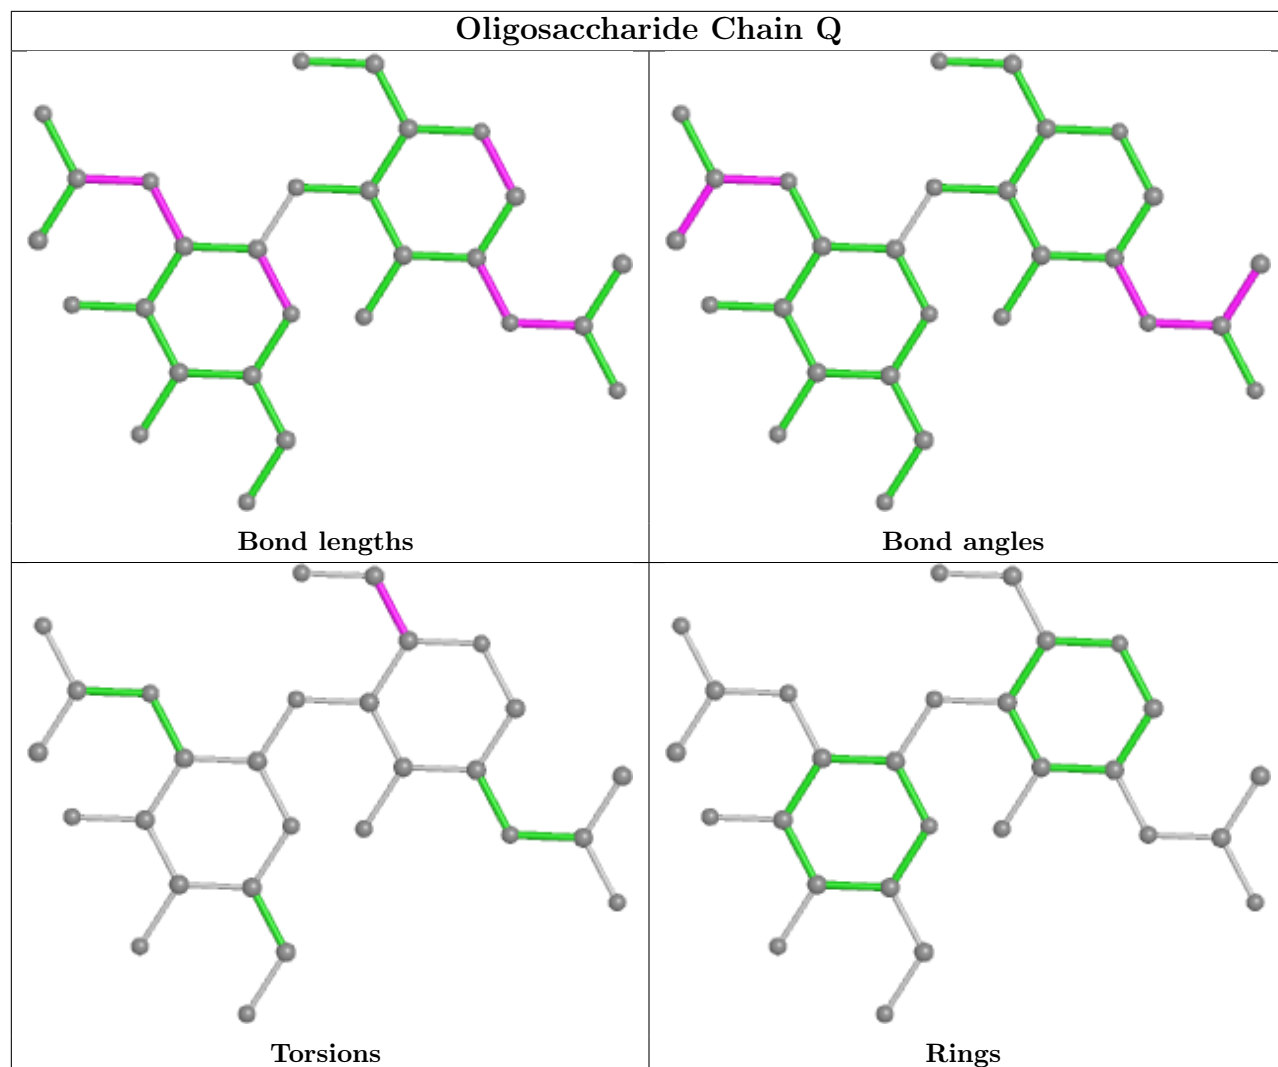 Oligosaccharide Chain Q
Bond lengths
Bond angles
Torsions
Rings